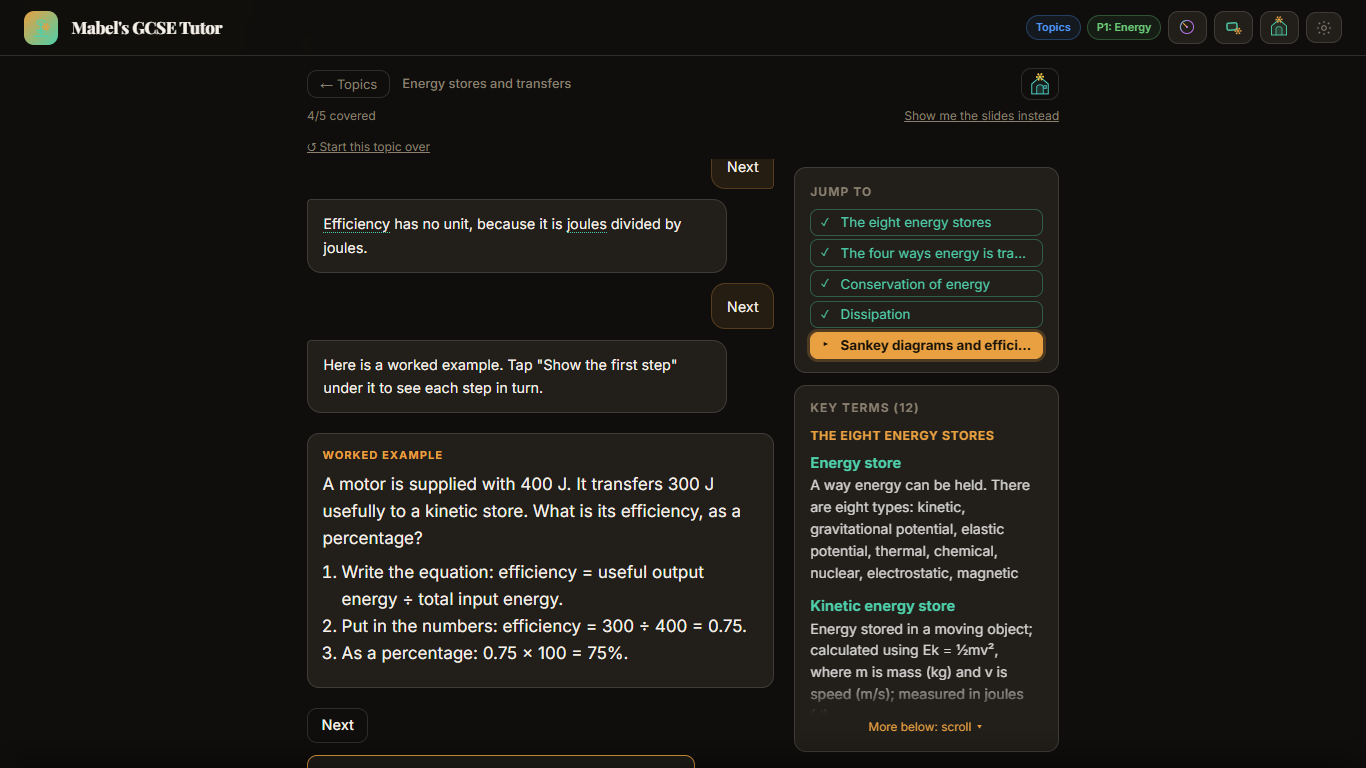 Mabel's GCSE Tutor
Topics
P1: Energy
← Topics
Energy stores and transfers
4/5 covered
Show me the slides instead
↺ Start this topic over
Next
Efficiency has no unit, because it is joules divided by
joules.
Next
Here is a worked example. Tap "Show the first step"
under it to see each step in turn.
WORKED EXAMPLE
A motor is supplied with 400 J. It transfers 300 J
usefully to a kinetic store. What is its efficiency, as a
percentage?
1. Write the equation: efficiency = useful output
energy ÷ total input energy.
2. Put in the numbers: efficiency = 300 ÷ 400 = 0.75.
3. As a percentage: 0.75 × 100 = 75%.
Next
JUMP TO
✓ The eight energy stores
✓ The four ways energy is tra...
✓ Conservation of energy
✓ Dissipation
‣ Sankey diagrams and effici...
KEY TERMS (12)
THE EIGHT ENERGY STORES
Energy store
A way energy can be held. There
are eight types: kinetic,
gravitational potential, elastic
potential, thermal, chemical,
nuclear, electrostatic, magnetic
Kinetic energy store
Energy stored in a moving object;
calculated using Ek = ½mv²,
where m is mass (kg) and v is
speed (m/s); measured in joules
More below: scroll ▾